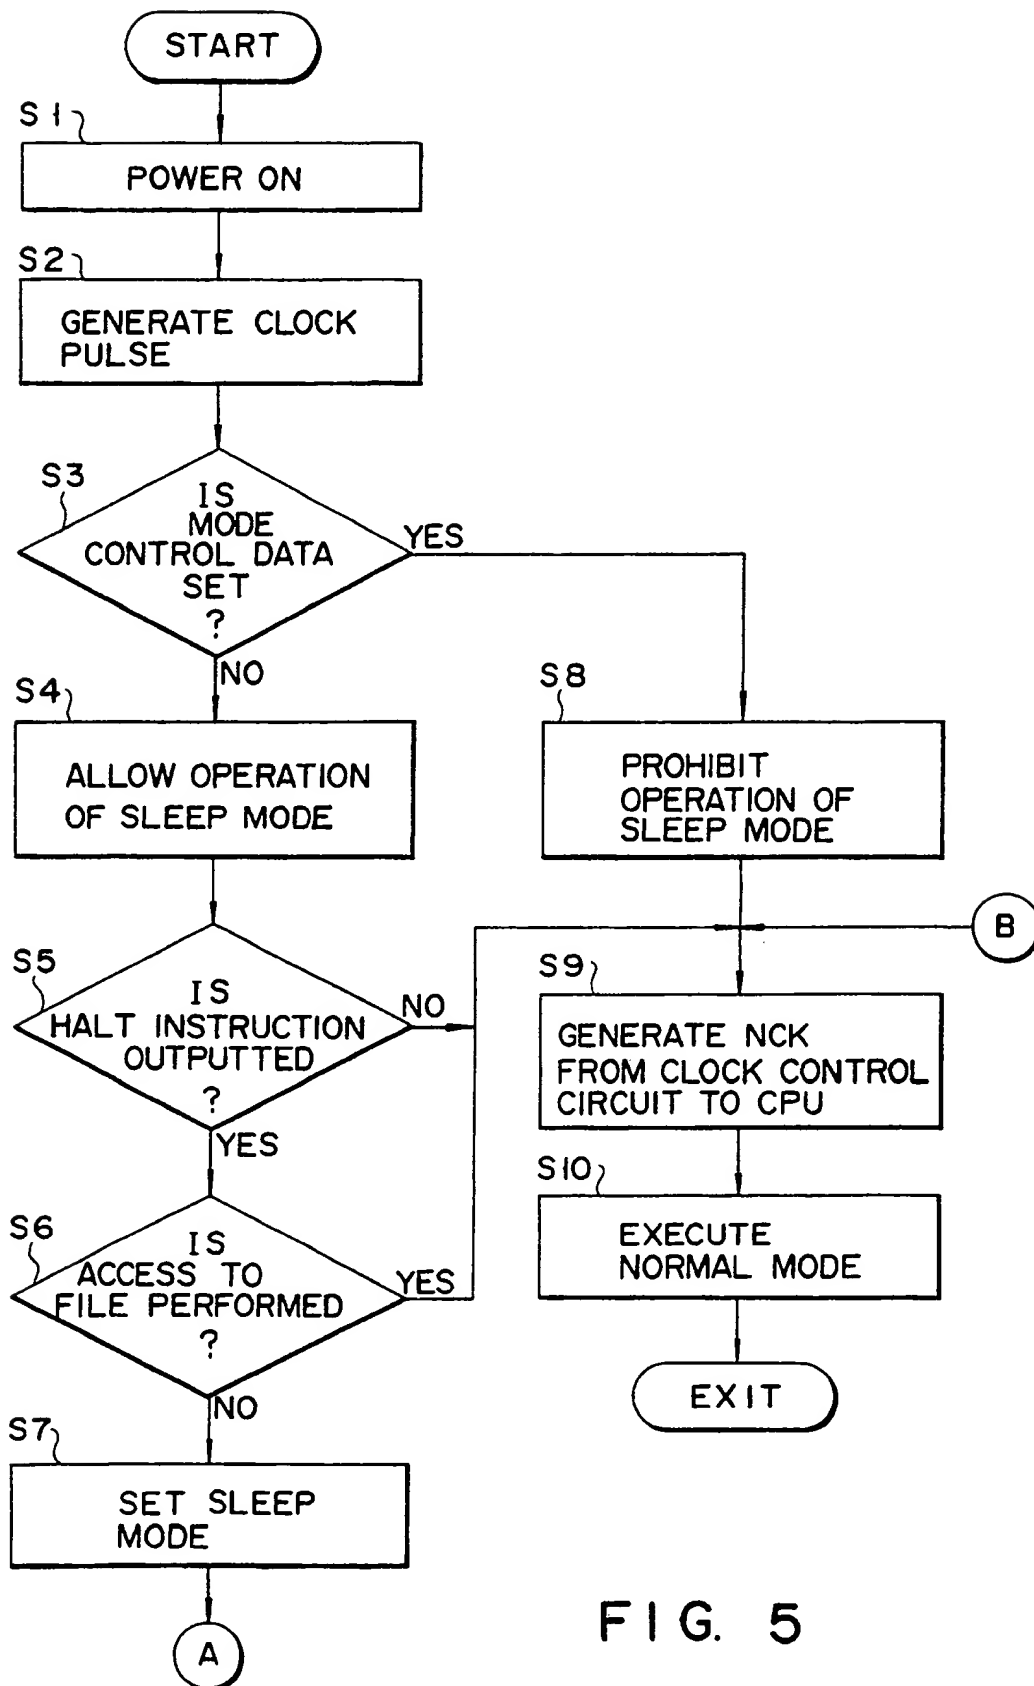 START
S1
POWER ON
S2
GENERATE CLOCK
PULSE
S3
IS
MODE
CONTROL DATA
SET
?
YES
NO
S4
ALLOW OPERATION
OF SLEEP MODE
S8
PROHIBIT
OPERATION OF
SLEEP MODE
B
S5
IS
HALT INSTRUCTION
OUTPUTTED
?
NO
YES
S9
GENERATE NCK
FROM CLOCK CONTROL
CIRCUIT TO CPU
S10
EXECUTE
NORMAL MODE
EXIT
S6
IS
ACCESS TO
FILE PERFORMED
?
YES
NO
S7
SET SLEEP
MODE
A
FIG. 5